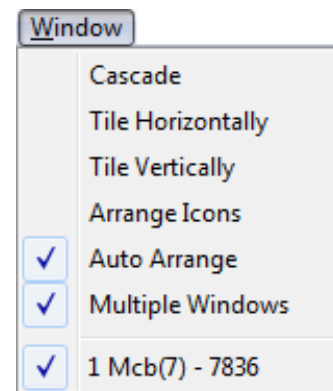 Window
Cascade
Tile Horizontally
Tile Vertically
Arrange Icons
Auto Arrange
Multiple Windows
1 Mcb(7) - 7836